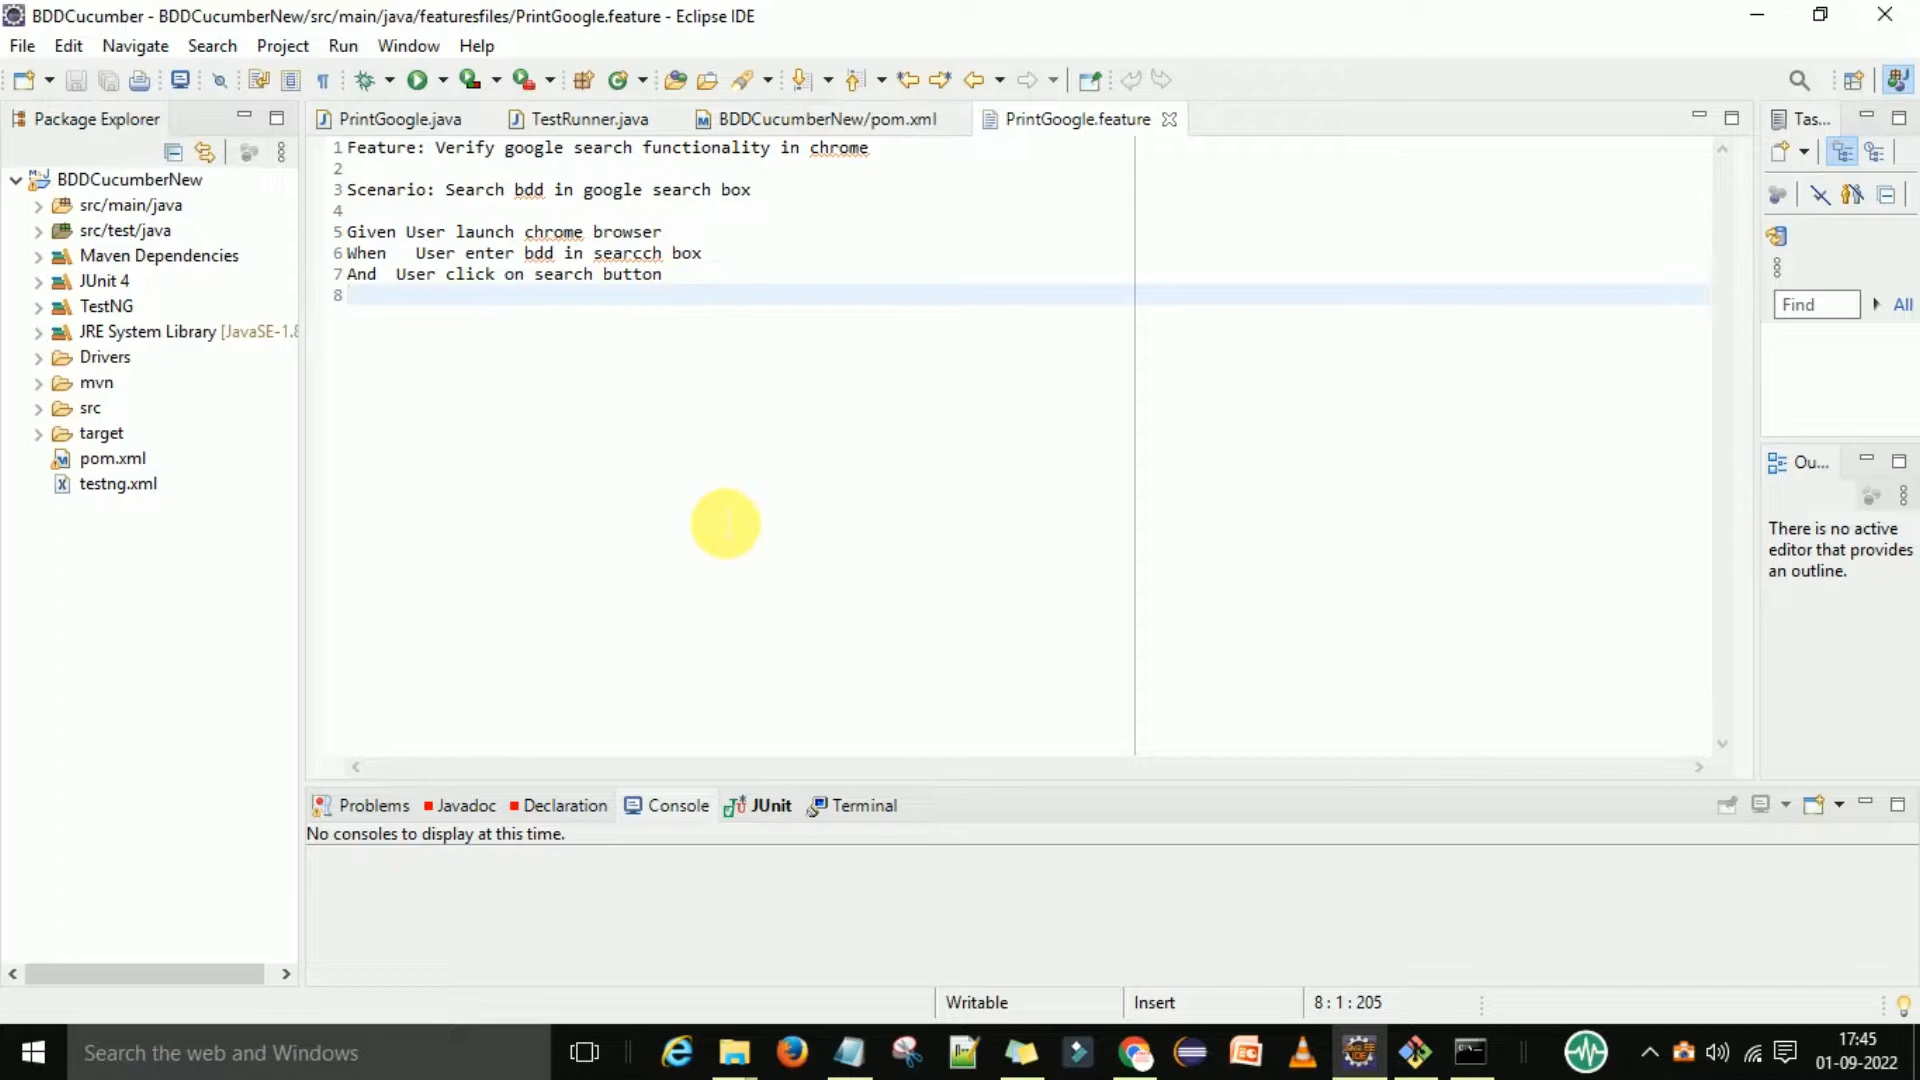 BDDCucumber - BDDCucumberNew/src/main/java/featuresfiles/PrintGoogle.feature - Eclipse IDE
File Edit Navigate Search Project Run Window Help
Package Explorer
PrintGoogle.java TestRunner.java BDDCucumberNew/pom.xml PrintGoogle.feature
Tas...
BDDCucumberNew
src/main/java
src/test/java
Maven Dependencies
JUnit 4
TestNG
JRE System Library [JavaSE-1.8
Drivers
mvn
src
target
pom.xml
testng.xml
1 Feature: Verify google search functionality in chrome
2
3 Scenario: Search bdd in google search box
4
5 Given User launch chrome browser
6 When   User enter bdd in searcch box
7 And  User click on search button
8
Find All
Ou...
There is no active
editor that provides
an outline.
Problems Javadoc Declaration Console JUnit Terminal
No consoles to display at this time.
Writable Insert 8 : 1 : 205
Search the web and Windows
17:45
01-09-2022